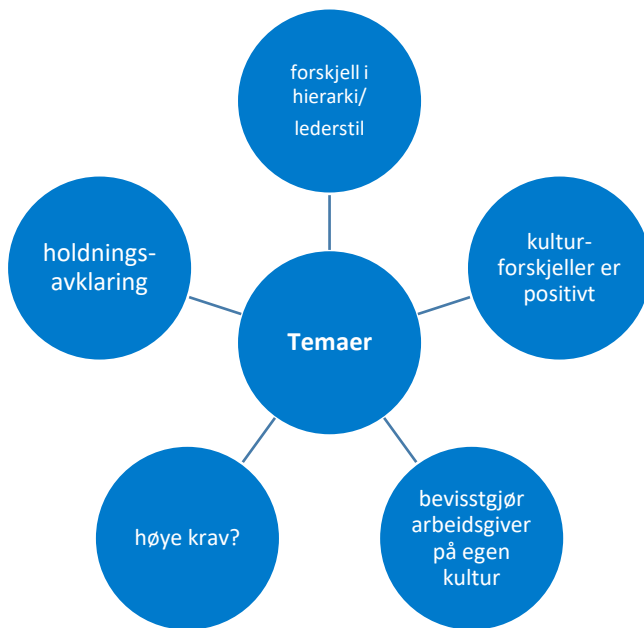 forskjell i
hierarki/
lederstil
kultur-
forskjeller er
positivt
bevisstgjør
arbeidsgiver
på egen
kultur
høye krav?
holdnings-
avklaring
Temaer